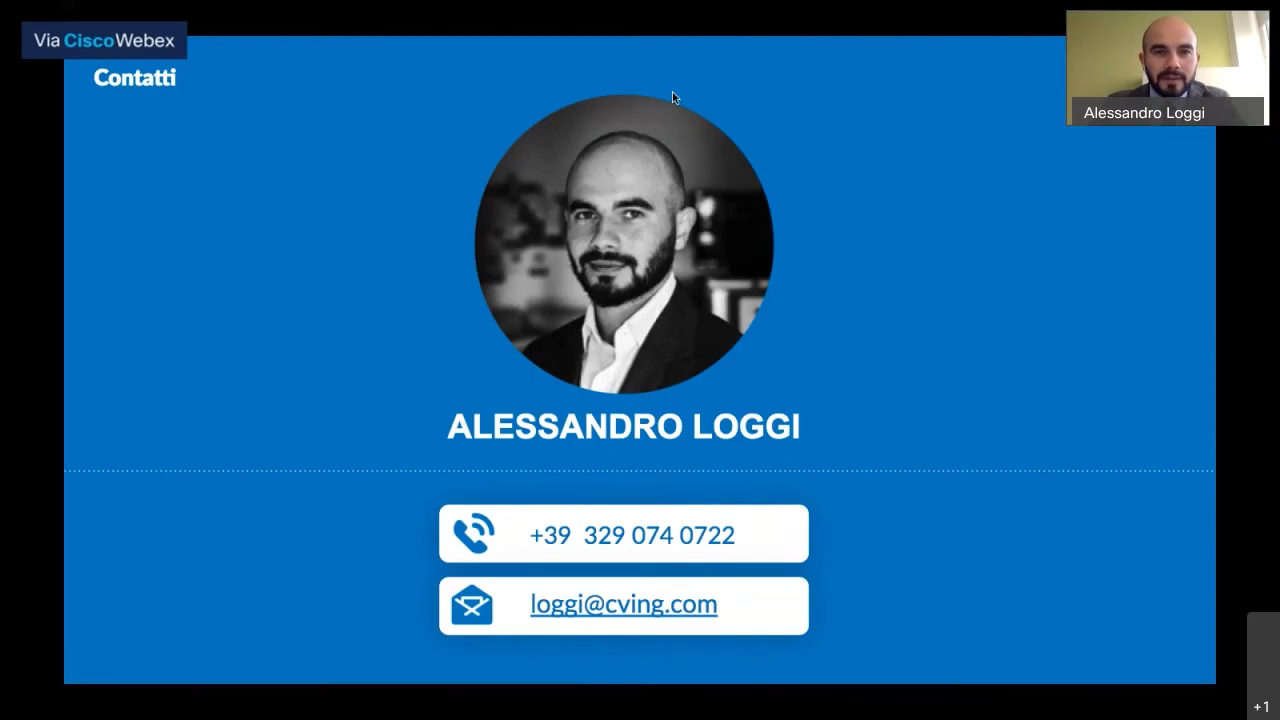 Via CiscoWebex
Contatti
Alessandro Loggi
ALESSANDRO LOGGI
+39 329 074 0722
loggi@cving.com
+1